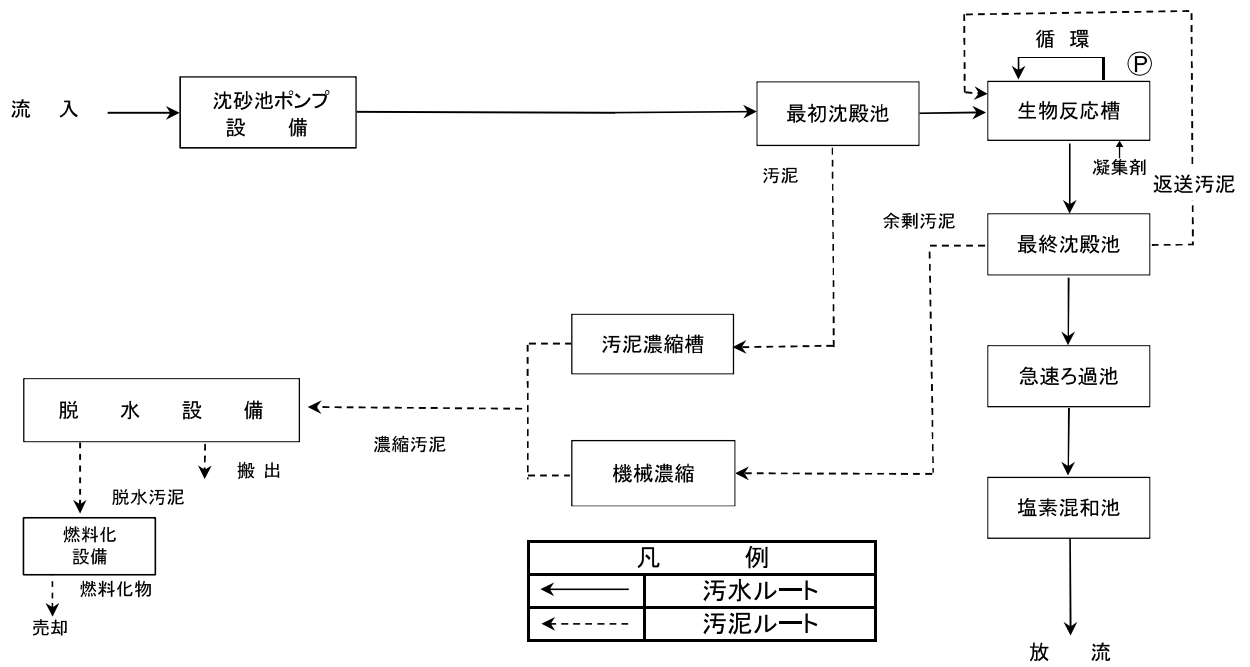 循 環
Ⓟ
流 入
沈砂池ポンプ
設 備
最初沈殿池
生物反応槽
凝集剤
汚泥
返送汚泥
余剰汚泥
最終沈殿池
汚泥濃縮槽
急速ろ過池
脱 水 設 備
濃縮汚泥
搬 出
機械濃縮
脱水汚泥
塩素混和池
燃料化
設備
燃料化物
売却
凡 例
汚水ルート
汚泥ルート
放 流